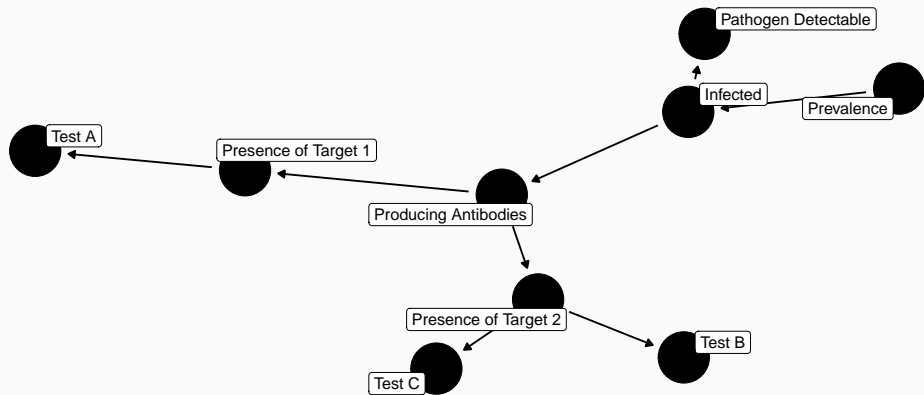 Pathogen Detectable
Infected
Prevalence
Test A
Presence of Target 1
Producing Antibodies
Presence of Target 2
Test B
Test C